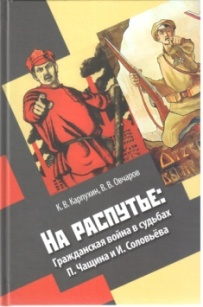 К. В. Карпухин, В. В. Овчаров
На распутье:
Гражданская война в судьбах
П. Чащина и И. Соловьёва